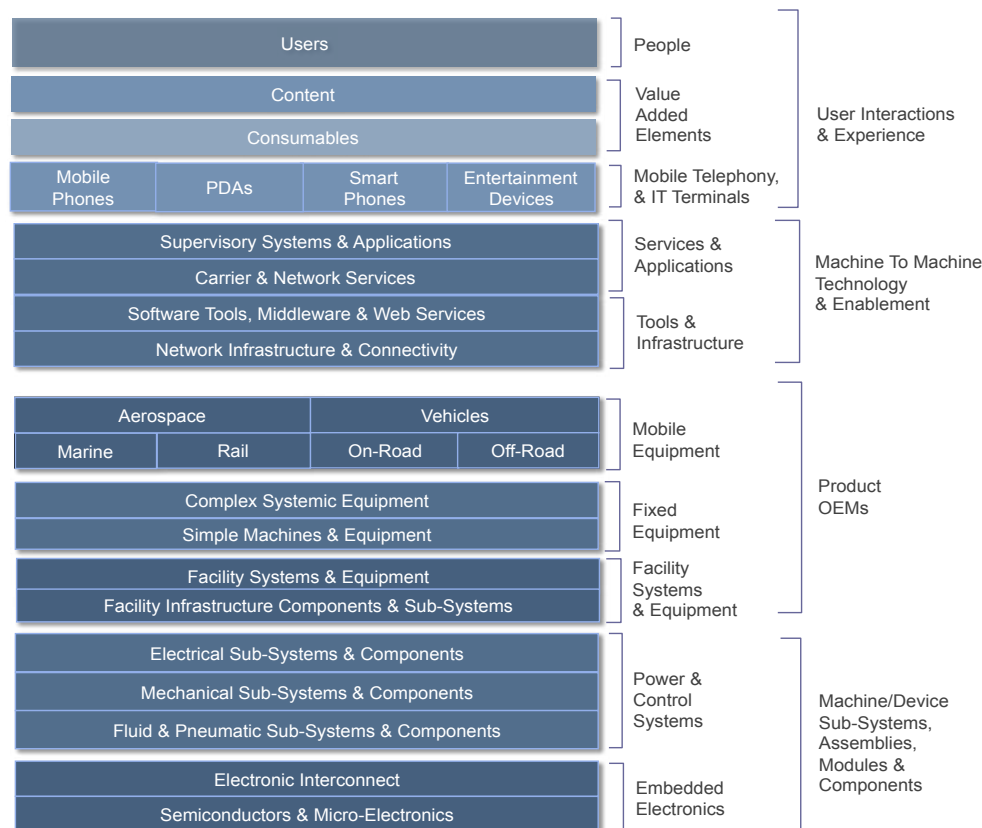 Users
People
Content
Value
Added
Elements
Consumables
User Interactions
& Experience
Mobile
Phones
PDAs
Smart
Phones
Entertainment
Devices
Mobile Telephony,
& IT Terminals
Supervisory Systems & Applications
Carrier & Network Services
Services &
Applications
Software Tools, Middleware & Web Services
Network Infrastructure & Connectivity
Tools &
Infrastructure
Machine To Machine
Technology
& Enablement
Aerospace
Vehicles
Marine
Rail
On-Road
Off-Road
Mobile
Equipment
Complex Systemic Equipment
Simple Machines & Equipment
Fixed
Equipment
Product
OEMs
Facility Systems & Equipment
Facility Infrastructure Components & Sub-Systems
Facility
Systems
& Equipment
Electrical Sub-Systems & Components
Mechanical Sub-Systems & Components
Fluid & Pneumatic Sub-Systems & Components
Power &
Control
Systems
Machine/Device
Sub-Systems,
Assemblies,
Modules &
Components
Electronic Interconnect
Semiconductors & Micro-Electronics
Embedded
Electronics